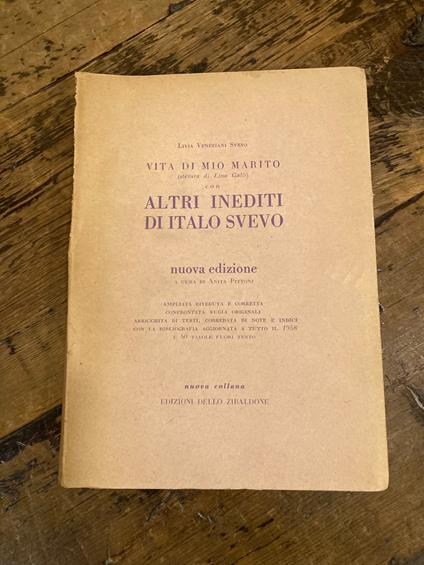 Livia Veneziani Svevo
VITA DI MIO MARITO
(stesura di Lino Galli)
con
ALTRI INEDITI
DI ITALO SVEVO
nuova edizione
A CURA DI ANITA PITTONI
AMPLIATA RIVEDUTA E CORRETTA
CONFRONTATA SUGLI ORIGINALI
ARRICCHITA DI TESTI, CORREDATA DI NOTE E INDICI
CON LA BIBLIOGRAFIA AGGIORNATA A TUTTO IL 1958
E 50 TAVOLE FUORI TESTO
nuova collana
EDIZIONI DELLO ZIBALDONE